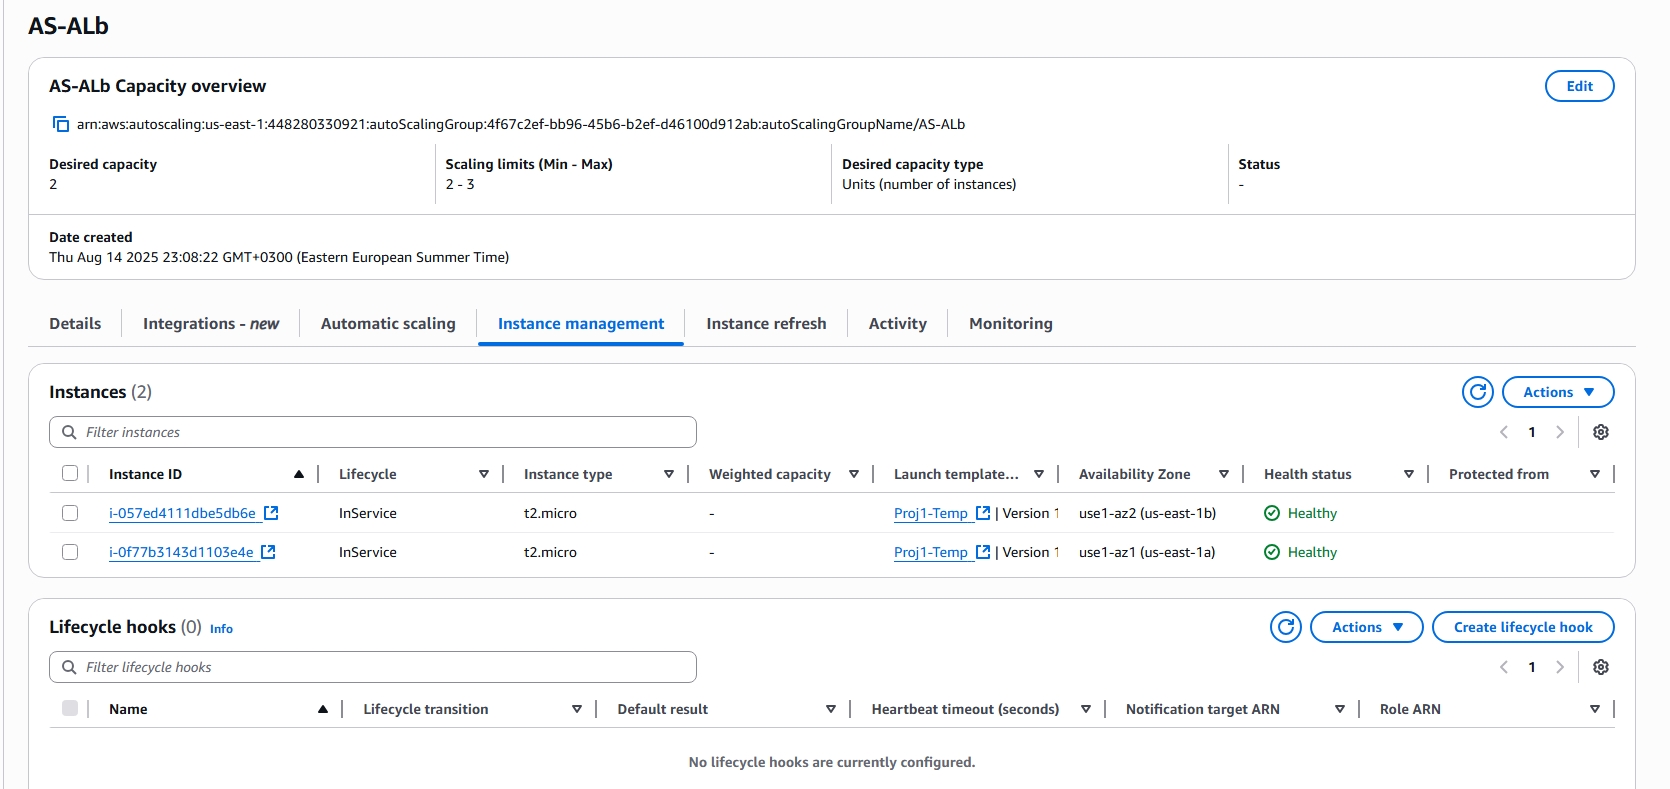 AS-ALb
AS-ALb Capacity overview
Edit
arn:aws:autoscaling:us-east-1:448280330921:autoScalingGroup:4f67c2ef-bb96-45b6-b2ef-d46100d912ab:autoScalingGroupName/AS-ALb
Desired capacity
2
Scaling limits (Min - Max)
2 - 3
Desired capacity type
Units (number of instances)
Status
-
Date created
Thu Aug 14 2025 23:08:22 GMT+0300 (Eastern European Summer Time)
Details Integrations - new Automatic scaling Instance management Instance refresh Activity Monitoring
Instances (2)
Actions
Filter instances
1
Instance ID Lifecycle Instance type Weighted capacity Launch template... Availability Zone Health status Protected from
i-057ed4111dbe5db6e InService t2.micro - Proj1-Temp | Version 1 use1-az2 (us-east-1b) Healthy
i-0f77b3143d1103e4e InService t2.micro - Proj1-Temp | Version 1 use1-az1 (us-east-1a) Healthy
Lifecycle hooks (0) Info
Actions Create lifecycle hook
Filter lifecycle hooks
1
Name Lifecycle transition Default result Heartbeat timeout (seconds) Notification target ARN Role ARN
No lifecycle hooks are currently configured.